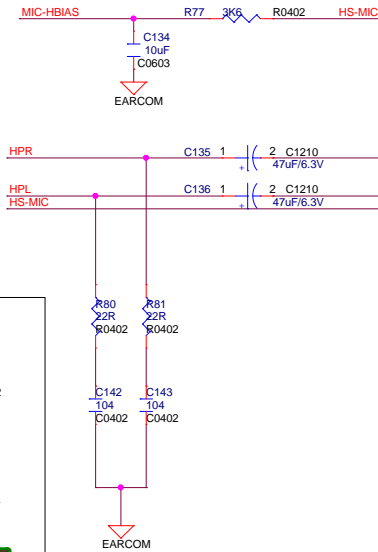 MIC-HBIAS R77 3K6 R0402 HS-MIC
C134
10uF
C0603
EARCOM
HPR C135 1 2 C1210
+ 47uF/6.3V
HPL C136 1 2 C1210
HS-MIC + 47uF/6.3V
R80 R81
22R 22R
R0402 R0402
C142 C143
104 104
C0402 C0402
EARCOM